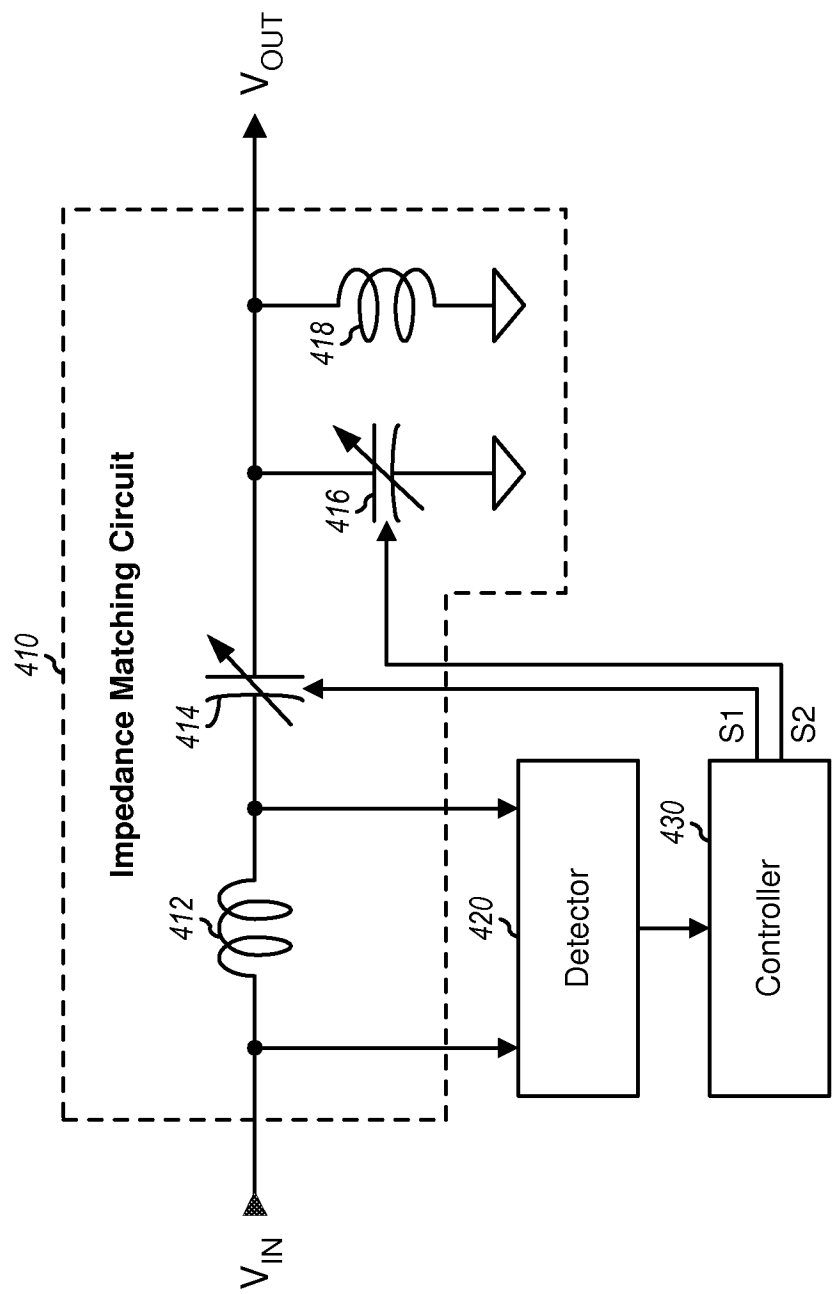 410
Impedance Matching Circuit
V_IN
412
414
416
418
V_OUT
420
Detector
430
Controller
S1
S2